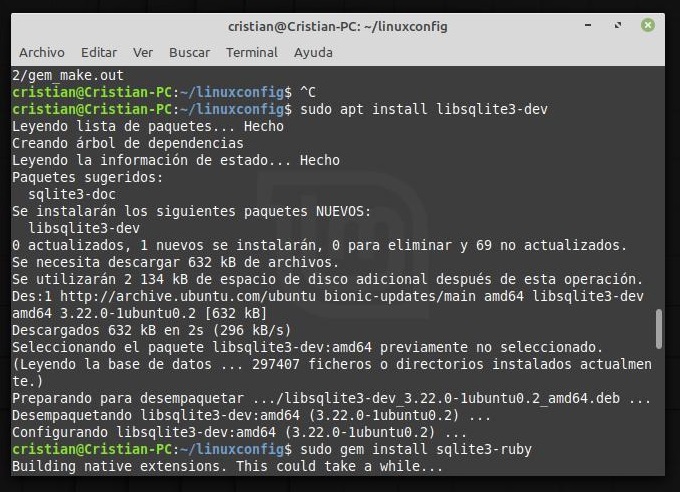 cristian@Cristian-PC: ~/linuxconfig
Archivo Editar Ver Buscar Terminal Ayuda
2/gem_make.out
cristian@Cristian-PC:~/linuxconfig$ ^C
cristian@Cristian-PC:~/linuxconfig$ sudo apt install libsqlite3-dev
Leyendo lista de paquetes... Hecho
Creando árbol de dependencias
Leyendo la información de estado... Hecho
Paquetes sugeridos:
  sqlite3-doc
Se instalarán los siguientes paquetes NUEVOS:
  libsqlite3-dev
0 actualizados, 1 nuevos se instalarán, 0 para eliminar y 69 no actualizados.
Se necesita descargar 632 kB de archivos.
Se utilizarán 2 134 kB de espacio de disco adicional después de esta operación.
Des:1 http://archive.ubuntu.com/ubuntu bionic-updates/main amd64 libsqlite3-dev
amd64 3.22.0-1ubuntu0.2 [632 kB]
Descargados 632 kB en 2s (296 kB/s)
Seleccionando el paquete libsqlite3-dev:amd64 previamente no seleccionado.
(Leyendo la base de datos ... 297407 ficheros o directorios instalados actualmen
te.)
Preparando para desempaquetar .../libsqlite3-dev_3.22.0-1ubuntu0.2_amd64.deb ...
Desempaquetando libsqlite3-dev:amd64 (3.22.0-1ubuntu0.2) ...
Configurando libsqlite3-dev:amd64 (3.22.0-1ubuntu0.2) ...
cristian@Cristian-PC:~/linuxconfig$ sudo gem install sqlite3-ruby
Building native extensions. This could take a while...